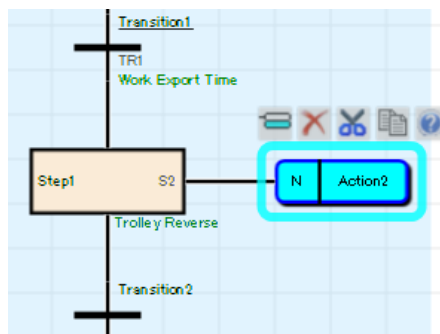 Transition1
TR1
Work Export Time
Step1 S2
N Action2
Trolley Reverse
Transition2